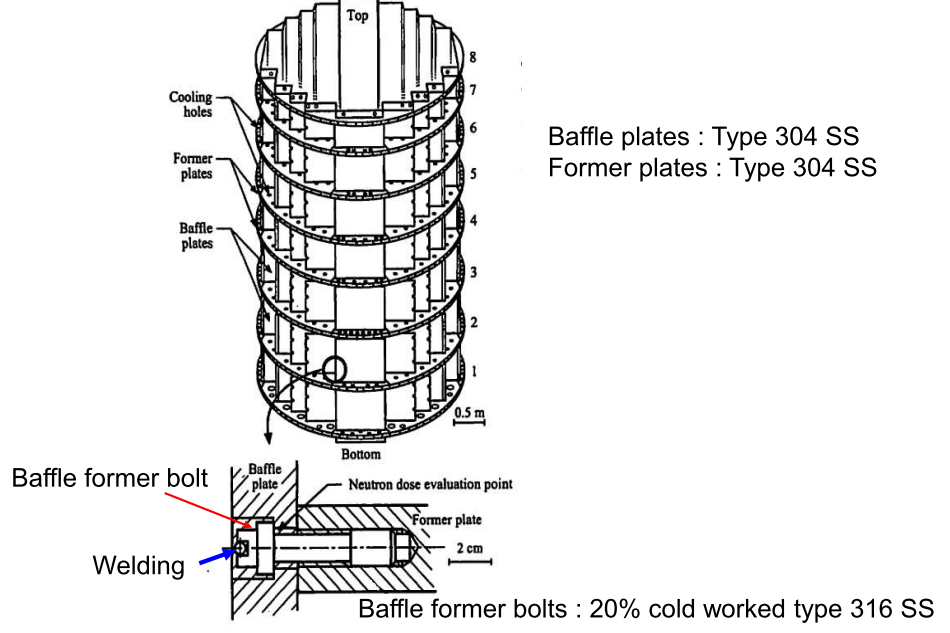 Top
8
7
Cooling
holes
6
Former
plates
5
4
Baffle
plates
3
2
1
0.5 m
Bottom
Baffle plates : Type 304 SS
Former plates : Type 304 SS
Baffle
plate
Baffle former bolt
Neutron dose evaluation point
Former plate
2 cm
Welding
Baffle former bolts : 20% cold worked type 316 SS